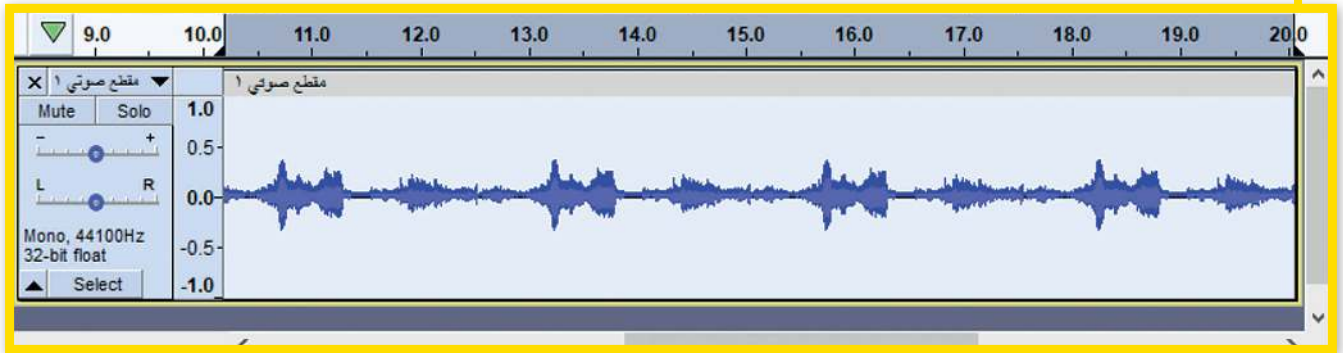 9.0 10.0 11.0 12.0 13.0 14.0 15.0 16.0 17.0 18.0 19.0 20.0
X مقطع صوتي ١ ▼ مقطع صوتي ١
Mute Solo 1.0
- + 0.5
L R 0.0
Mono, 44100Hz
32-bit float -0.5
▲ Select -1.0